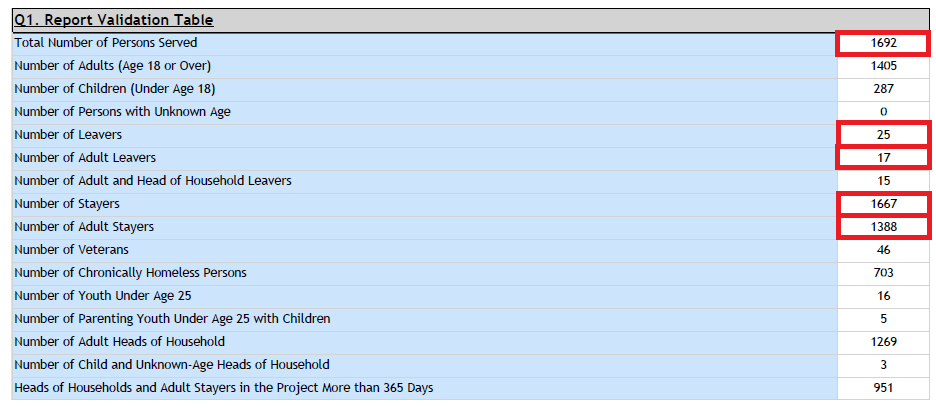 Q1. Report Validation Table
Total Number of Persons Served 1692
Number of Adults (Age 18 or Over) 1405
Number of Children (Under Age 18) 287
Number of Persons with Unknown Age 0
Number of Leavers 25
Number of Adult Leavers 17
Number of Adult and Head of Household Leavers 15
Number of Stayers 1667
Number of Adult Stayers 1388
Number of Veterans 46
Number of Chronically Homeless Persons 703
Number of Youth Under Age 25 16
Number of Parenting Youth Under Age 25 with Children 5
Number of Adult Heads of Household 1269
Number of Child and Unknown-Age Heads of Household 3
Heads of Households and Adult Stayers in the Project More than 365 Days 951